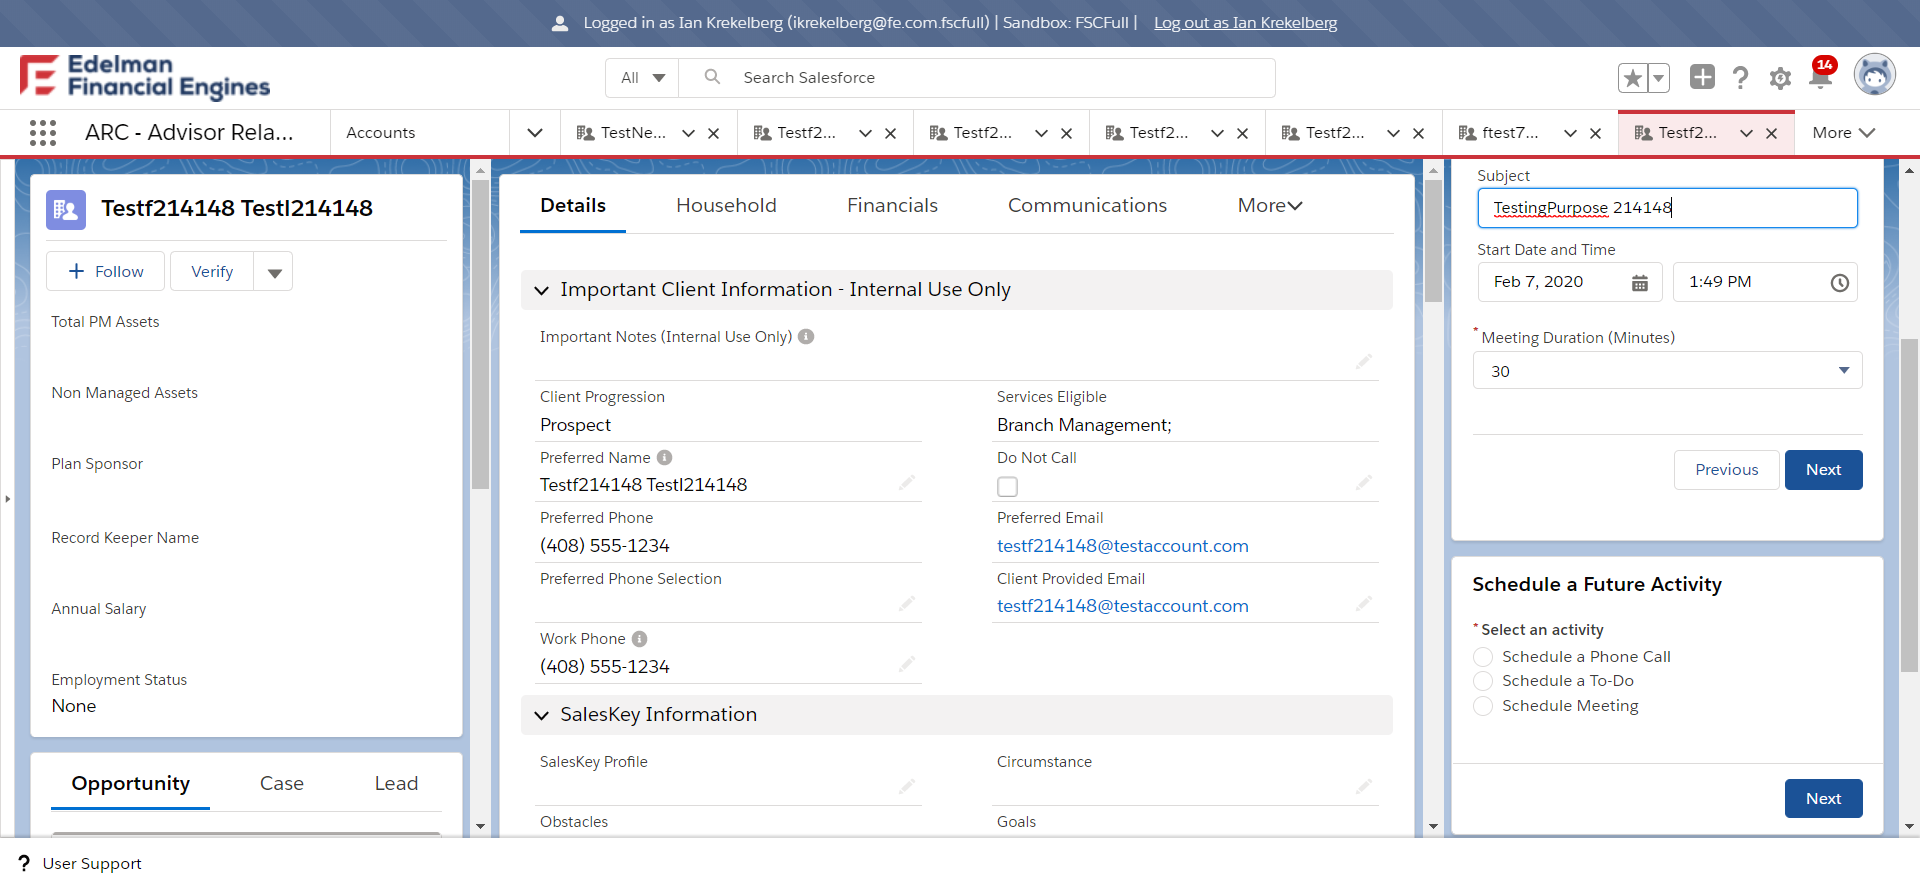 Logged in as Ian Krekelberg (ikrekelberg@fe.com.fscfull) | Sandbox: FSCFull | Log out as Ian Krekelberg
Edelman
Financial Engines
All
Search Salesforce
14
ARC - Advisor Rela...
Accounts
TestNe...
Testf2...
Testf2...
Testf2...
Testf2...
ftest7...
Testf2...
More
Testf214148 Testl214148
Follow
Verify
Total PM Assets
Non Managed Assets
Plan Sponsor
Record Keeper Name
Annual Salary
Employment Status
None
Opportunity
Case
Lead
Details
Household
Financials
Communications
More
Important Client Information - Internal Use Only
Important Notes (Internal Use Only)
Client Progression
Prospect
Services Eligible
Branch Management;
Preferred Name
Testf214148 Testl214148
Do Not Call
Preferred Phone
(408) 555-1234
Preferred Email
testf214148@testaccount.com
Preferred Phone Selection
Client Provided Email
testf214148@testaccount.com
Work Phone
(408) 555-1234
SalesKey Information
SalesKey Profile
Circumstance
Obstacles
Goals
Subject
TestingPurpose 214148
Start Date and Time
Feb 7, 2020
1:49 PM
* Meeting Duration (Minutes)
30
Previous
Next
Schedule a Future Activity
* Select an activity
Schedule a Phone Call
Schedule a To-Do
Schedule Meeting
Next
? User Support